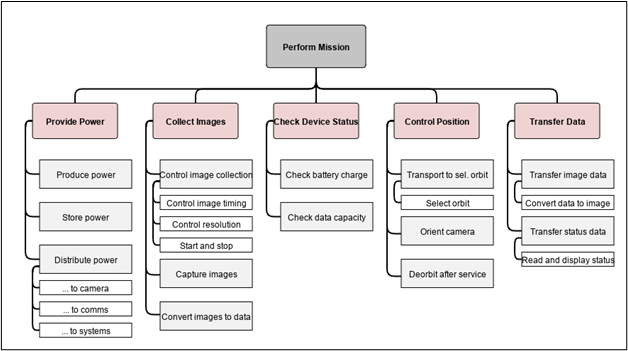 Perform Mission
Provide Power
Collect Images
Check Device Status
Control Position
Transfer Data
Produce power
Store power
Distribute power
... to camera
... to comms
... to systems
Control image collection
Control image timing
Control resolution
Start and stop
Capture images
Convert images to data
Check battery charge
Check data capacity
Transport to sel. orbit
Select orbit
Orient camera
Deorbit after service
Transfer image data
Convert data to image
Transfer status data
Read and display status